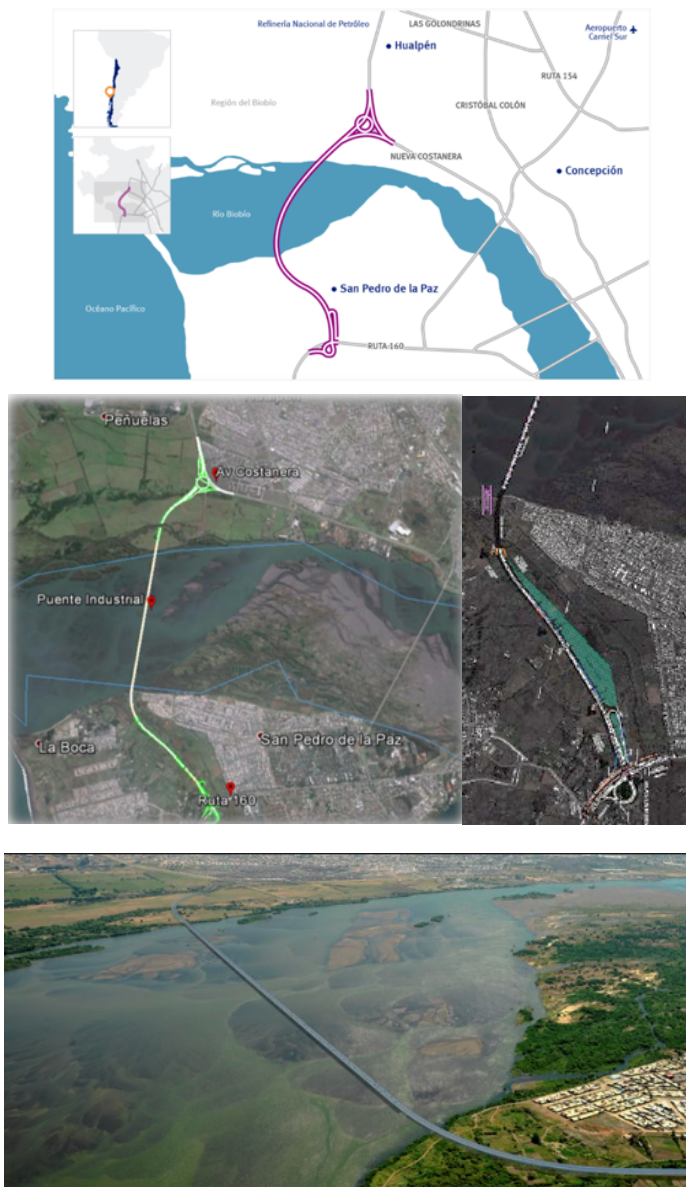 Refinería Nacional de Petróleo
LAS GOLONDRINAS
Aeropuerto
Carriel Sur
Hualpén
RUTA 154
Región del Biobío
CRISTÓBAL COLÓN
NUEVA COSTANERA
Concepción
Río Biobío
San Pedro de la Paz
Océano Pacífico
RUTA 160
Peñuelas
Av Costanera
Puente Industrial
La Boca
San Pedro de la Paz
Ruta 160